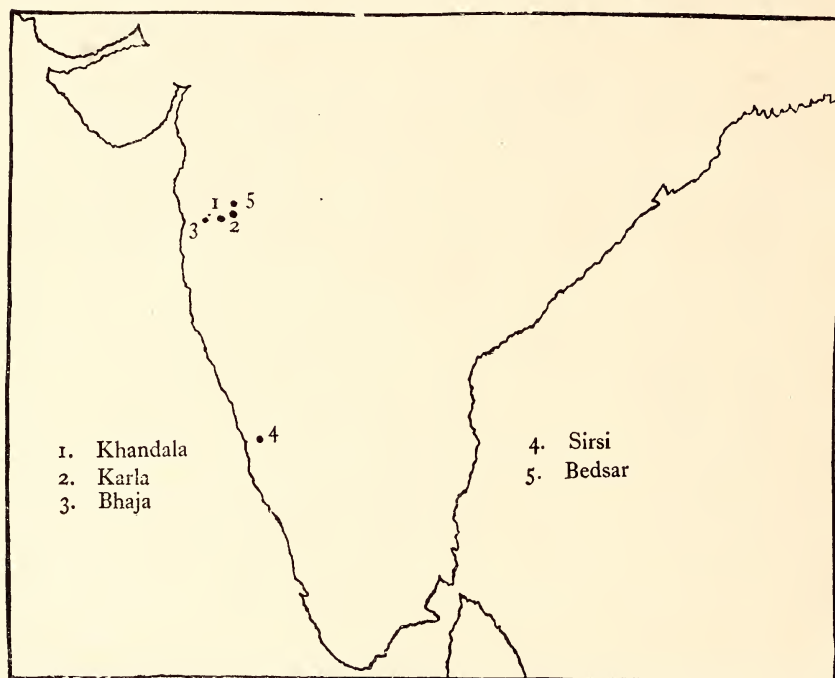 1 5
3 2
4
1. Khandala
2. Karla
3. Bhaja
4. Sirsi
5. Bedsar